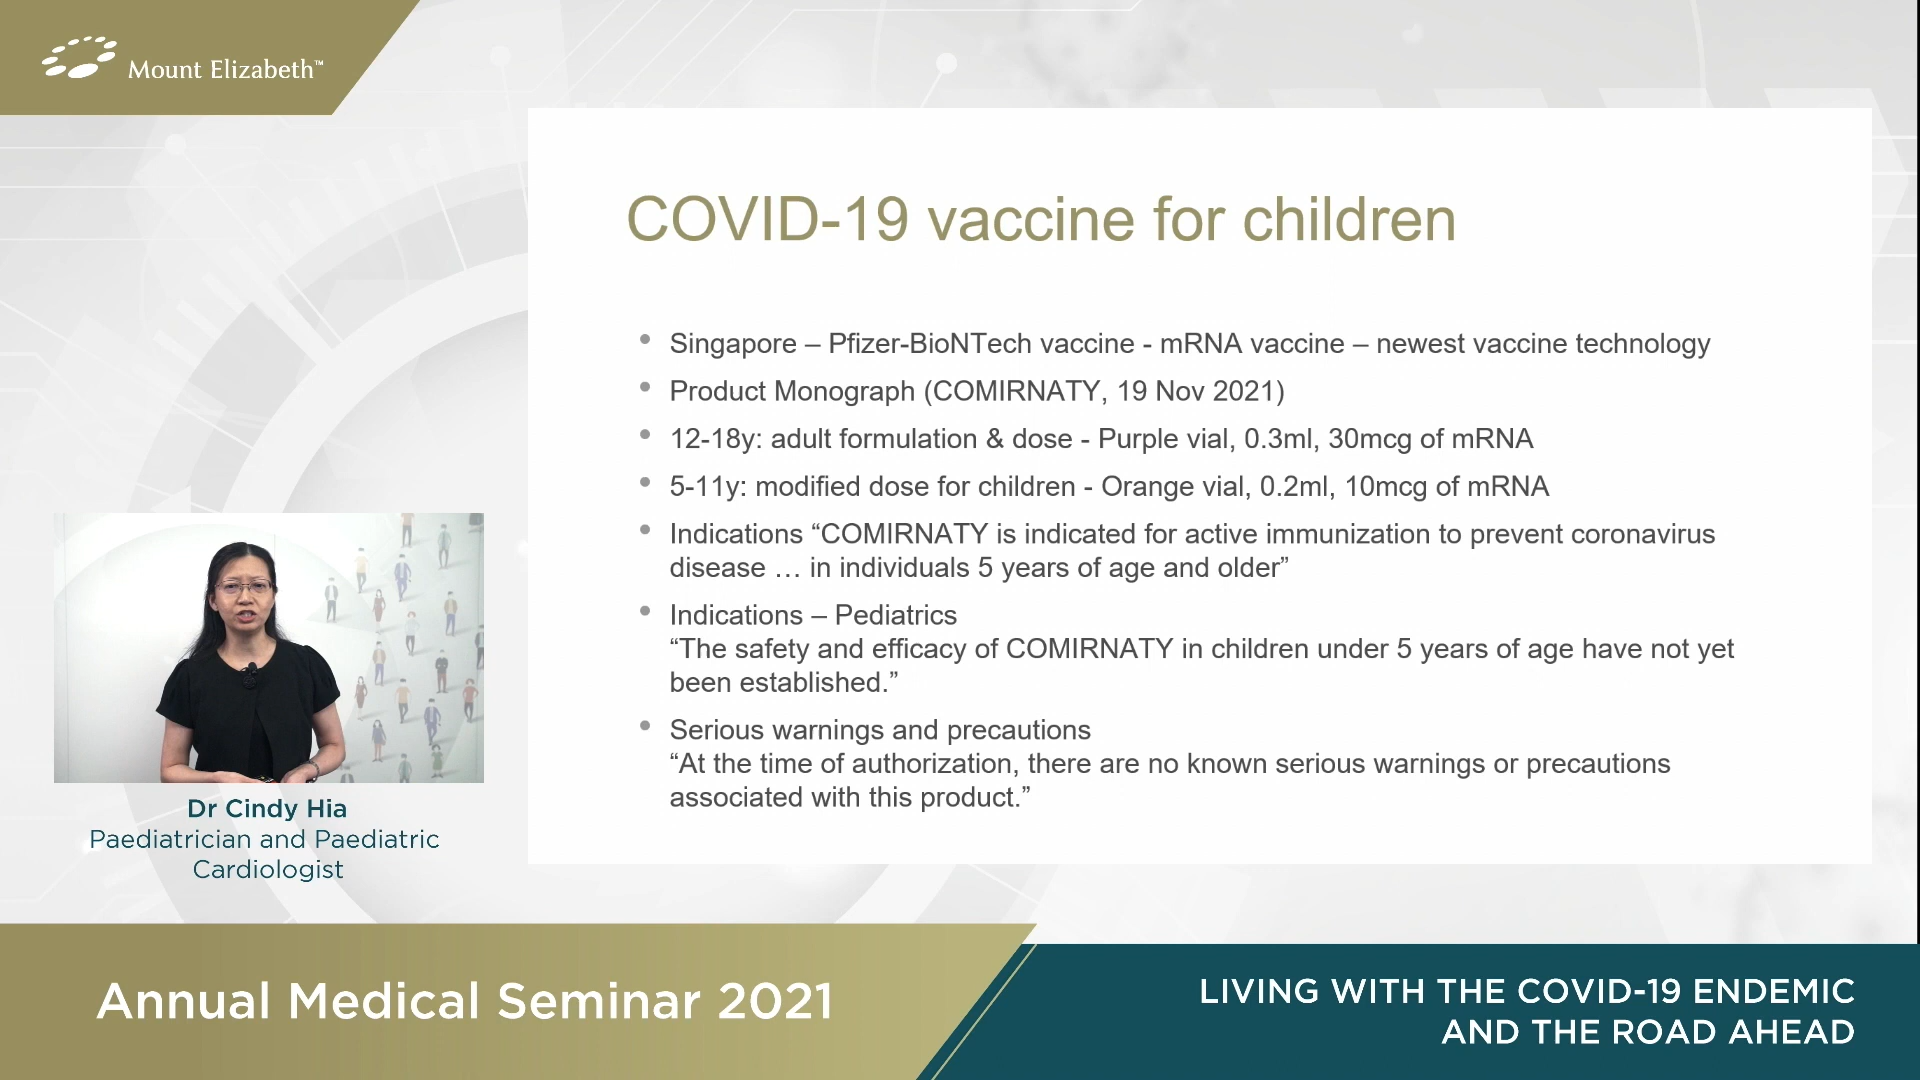 Mount Elizabeth™
COVID-19 vaccine for children
• Singapore – Pfizer-BioNTech vaccine - mRNA vaccine – newest vaccine technology
• Product Monograph (COMIRNATY, 19 Nov 2021)
• 12-18y: adult formulation & dose - Purple vial, 0.3ml, 30mcg of mRNA
• 5-11y: modified dose for children - Orange vial, 0.2ml, 10mcg of mRNA
• Indications “COMIRNATY is indicated for active immunization to prevent coronavirus
disease … in individuals 5 years of age and older”
• Indications – Pediatrics
“The safety and efficacy of COMIRNATY in children under 5 years of age have not yet
been established.”
• Serious warnings and precautions
“At the time of authorization, there are no known serious warnings or precautions
associated with this product.”
Dr Cindy Hia
Paediatrician and Paediatric
Cardiologist
Annual Medical Seminar 2021
LIVING WITH THE COVID-19 ENDEMIC
AND THE ROAD AHEAD